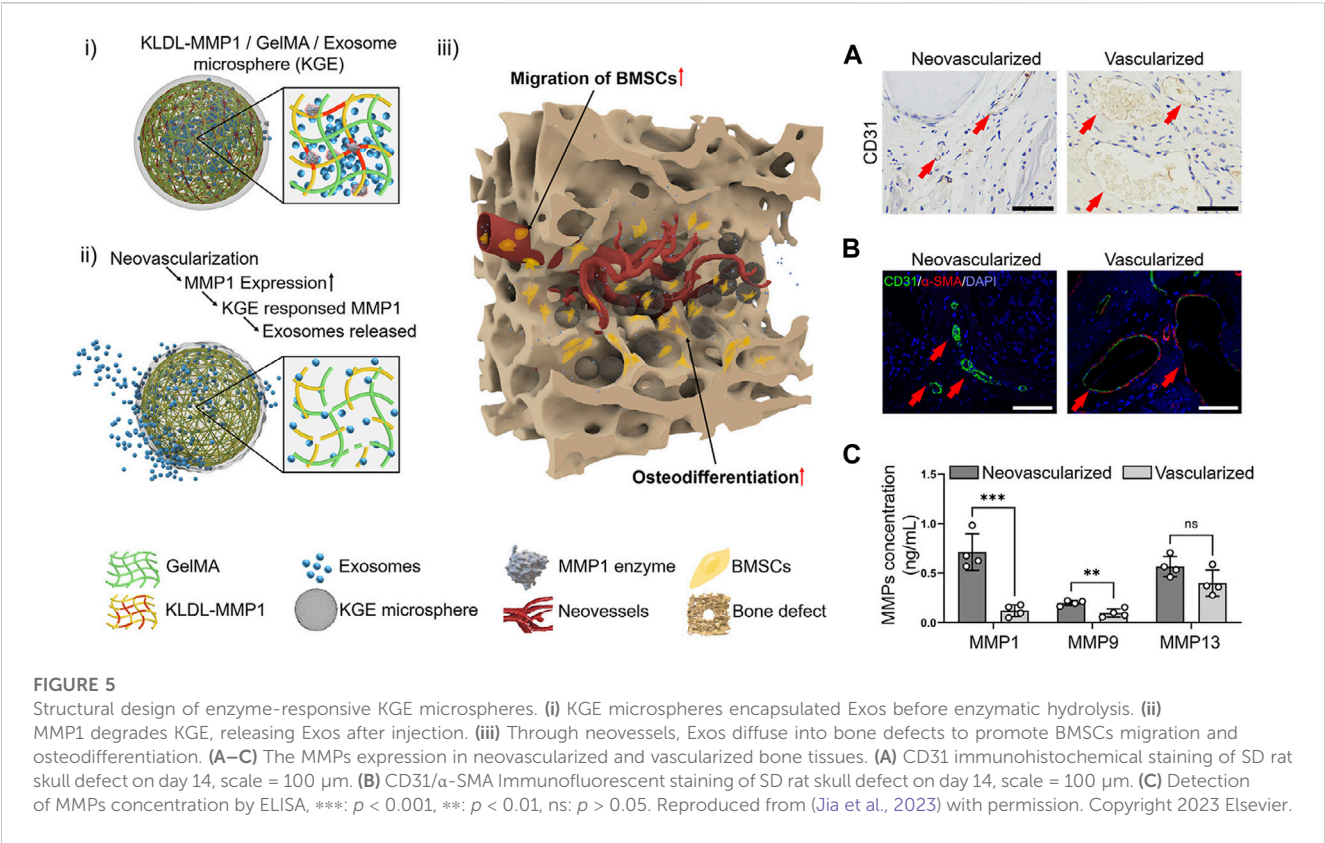 i)
KLDL-MMP1 / GelMA / Exosome
microsphere (KGE)
ii)
Neovascularization
MMP1 Expression↑
KGE responsed MMP1
Exosomes released
iii)
Migration of BMSCs↑
Osteodifferentiation↑
GelMA
Exosomes
MMP1 enzyme
BMSCs
KLDL-MMP1
KGE microsphere
Neovessels
Bone defect
A
Neovascularized
Vascularized
CD31
B
Neovascularized
Vascularized
CD31/α-SMA/DAPI
C
Neovascularized
Vascularized
MMPs concentration
(ng/mL)
1.5
1.0
0.5
0.0
***
**
ns
MMP1
MMP9
MMP13
FIGURE 5
Structural design of enzyme-responsive KGE microspheres. (i) KGE microspheres encapsulated Exos before enzymatic hydrolysis. (ii)
MMP1 degrades KGE, releasing Exos after injection. (iii) Through neovessels, Exos diffuse into bone defects to promote BMSCs migration and
osteodifferentiation. (A–C) The MMPs expression in neovascularized and vascularized bone tissues. (A) CD31 immunohistochemical staining of SD rat
skull defect on day 14, scale = 100 μm. (B) CD31/α-SMA Immunofluorescent staining of SD rat skull defect on day 14, scale = 100 μm. (C) Detection
of MMPs concentration by ELISA, ∗∗∗: p < 0.001, ∗∗: p < 0.01, ns: p > 0.05. Reproduced from (Jia et al., 2023) with permission. Copyright 2023 Elsevier.